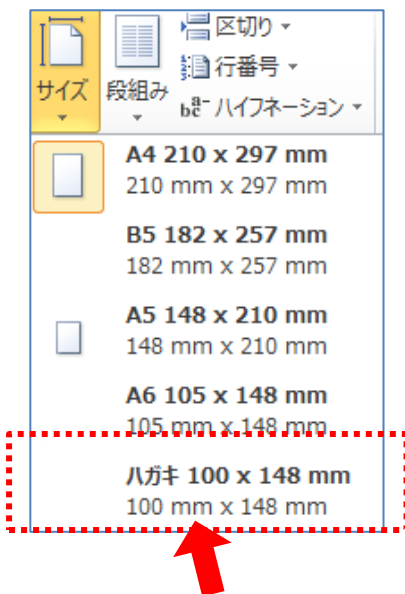 サイズ
段組み
区切り
行番号
bc a- ハイフネーション
A4 210 x 297 mm
210 mm x 297 mm
B5 182 x 257 mm
182 mm x 257 mm
A5 148 x 210 mm
148 mm x 210 mm
A6 105 x 148 mm
105 mm x 148 mm
ハガキ 100 x 148 mm
100 mm x 148 mm